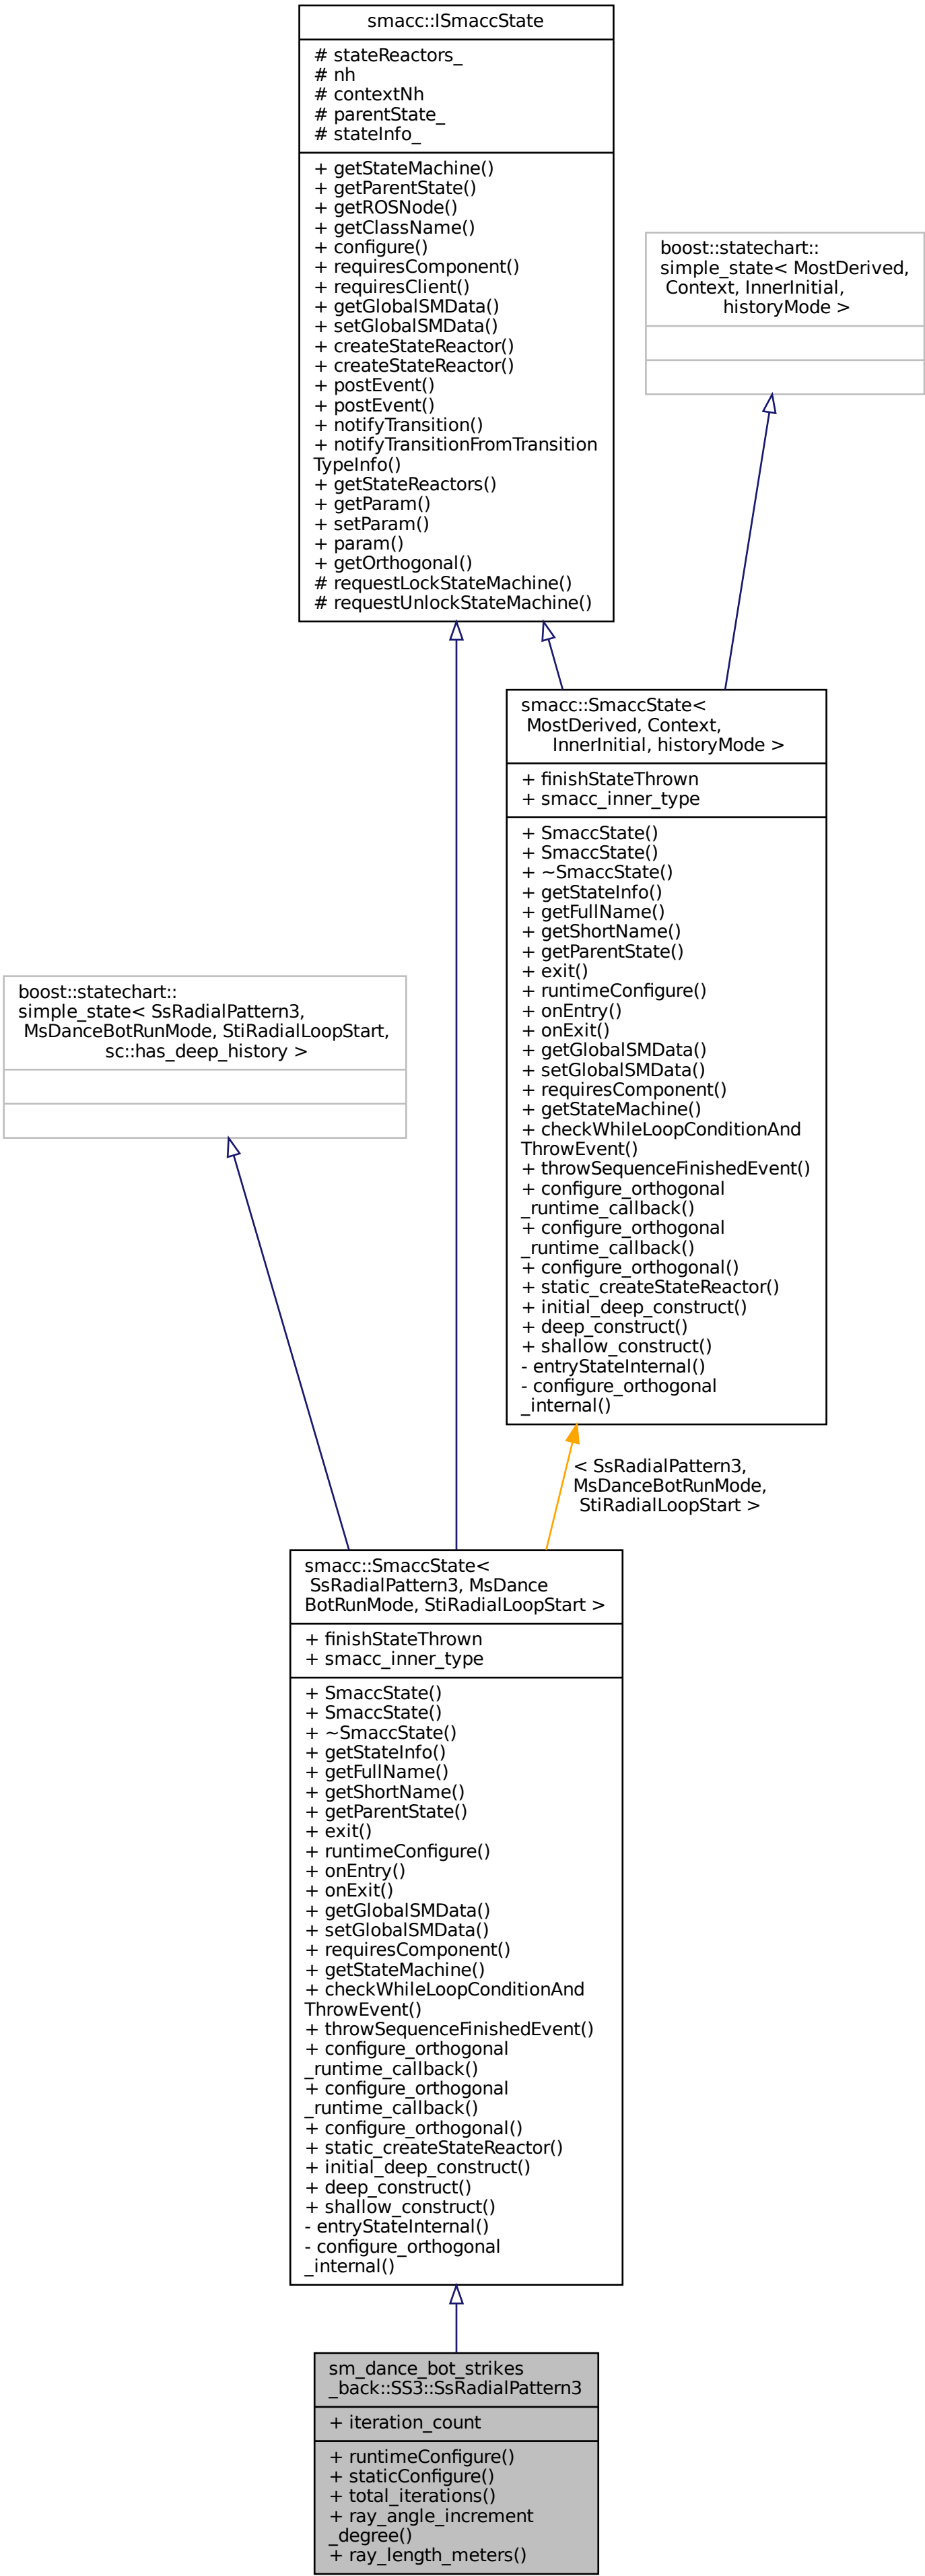 smacc::ISmaccState
# stateReactors_
# nh
# contextNh
# parentState_
# stateInfo_
+ getStateMachine()
+ getParentState()
+ getROSNode()
+ getClassName()
+ configure()
+ requiresComponent()
+ requiresClient()
+ getGlobalSMData()
+ setGlobalSMData()
+ createStateReactor()
+ createStateReactor()
+ postEvent()
+ postEvent()
+ notifyTransition()
+ notifyTransitionFromTransition
TypeInfo()
+ getStateReactors()
+ getParam()
+ setParam()
+ param()
+ getOrthogonal()
# requestLockStateMachine()
# requestUnlockStateMachine()
boost::statechart::
simple_state< MostDerived,
Context, InnerInitial,
historyMode >
smacc::SmaccState<
MostDerived, Context,
InnerInitial, historyMode >
+ finishStateThrown
+ smacc_inner_type
+ SmaccState()
+ SmaccState()
+ ~SmaccState()
+ getStateInfo()
+ getFullName()
+ getShortName()
+ getParentState()
+ exit()
+ runtimeConfigure()
+ onEntry()
+ onExit()
+ getGlobalSMData()
+ setGlobalSMData()
+ requiresComponent()
+ getStateMachine()
+ checkWhileLoopConditionAnd
ThrowEvent()
+ throwSequenceFinishedEvent()
+ configure_orthogonal
_runtime_callback()
+ configure_orthogonal
_runtime_callback()
+ configure_orthogonal()
+ static_createStateReactor()
+ initial_deep_construct()
+ deep_construct()
+ shallow_construct()
- entryStateInternal()
- configure_orthogonal
_internal()
boost::statechart::
simple_state< SsRadialPattern3,
MsDanceBotRunMode, StiRadialLoopStart,
sc::has_deep_history >
< SsRadialPattern3,
MsDanceBotRunMode,
StiRadialLoopStart >
smacc::SmaccState<
SsRadialPattern3, MsDance
BotRunMode, StiRadialLoopStart >
+ finishStateThrown
+ smacc_inner_type
+ SmaccState()
+ SmaccState()
+ ~SmaccState()
+ getStateInfo()
+ getFullName()
+ getShortName()
+ getParentState()
+ exit()
+ runtimeConfigure()
+ onEntry()
+ onExit()
+ getGlobalSMData()
+ setGlobalSMData()
+ requiresComponent()
+ getStateMachine()
+ checkWhileLoopConditionAnd
ThrowEvent()
+ throwSequenceFinishedEvent()
+ configure_orthogonal
_runtime_callback()
+ configure_orthogonal
_runtime_callback()
+ configure_orthogonal()
+ static_createStateReactor()
+ initial_deep_construct()
+ deep_construct()
+ shallow_construct()
- entryStateInternal()
- configure_orthogonal
_internal()
sm_dance_bot_strikes
_back::SS3::SsRadialPattern3
+ iteration_count
+ runtimeConfigure()
+ staticConfigure()
+ total_iterations()
+ ray_angle_increment
_degree()
+ ray_length_meters()